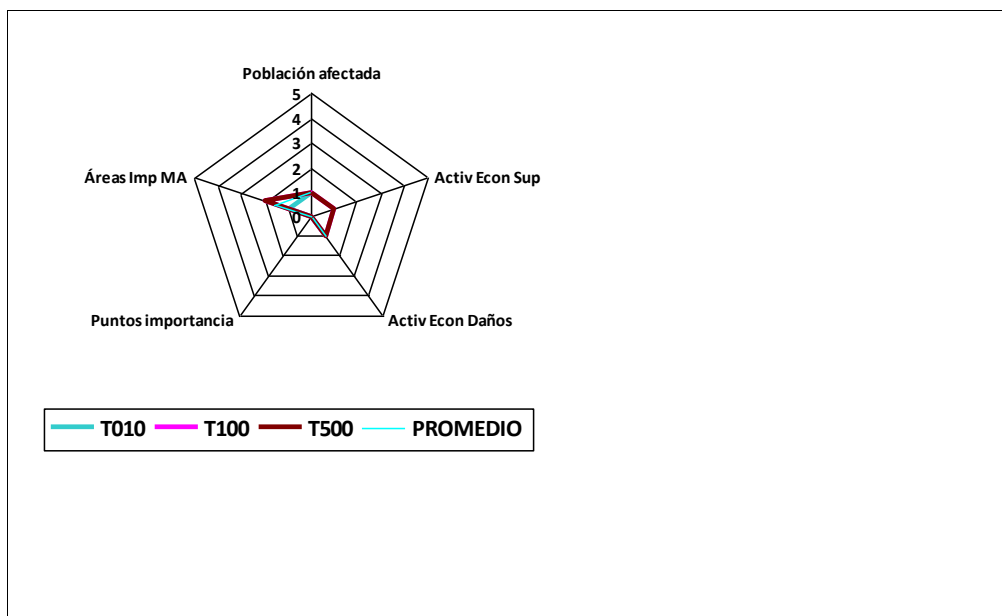 Población afectada
5
4
3
2
1
0
Áreas Imp MA
Activ Econ Sup
Puntos importancia
Activ Econ Daños
T010 T100 T500 PROMEDIO